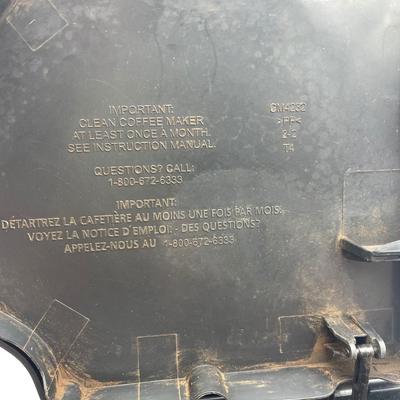 IMPORTANT:
CLEAN COFFEE MAKER
AT LEAST ONCE A MONTH.
SEE INSTRUCTION MANUAL.
QUESTIONS? CALL:
1-800-672-6333
IMPORTANT:
DÉTARTREZ LA CAFETIÈRE AU MOINS UNE FOIS PAR MOIS.
VOYEZ LA NOTICE D'EMPLOI. - DES QUESTIONS?
APPELEZ-NOUS AU 1-800-672-6333
>PP<
T4